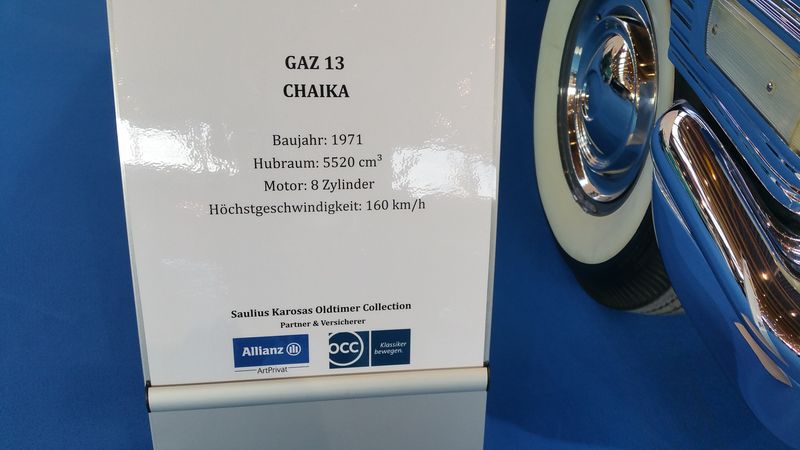 GAZ 13
CHAIKA
Baujahr: 1971
Hubraum: 5520 cm³
Motor: 8 Zylinder
Höchstgeschwindigkeit: 160 km/h
Saulius Karosas Oldtimer Collection
Partner & Versicherer
Allianz
ArtPrivat
OCC
Klassiker
bewegen.